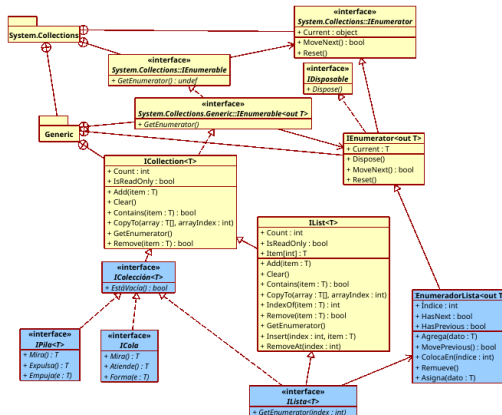 System.Collections
«interface»
System.Collections::IEnumerator
+ Current : object
+ MoveNext() : bool
+ Reset()
«interface»
System.Collections::IEnumerable
+ GetEnumerator() : undef
«interface»
IDisposable
+ Dispose()
«interface»
System.Collections.Generic::IEnumerable<out T>
+ GetEnumerator()
Generic
IEnumerator<out T>
+ Current : T
+ Dispose()
+ MoveNext() : bool
+ Reset()
ICollection<T>
+ Count : int
+ IsReadOnly : bool
+ Add(item : T)
+ Clear()
+ Contains(item : T) : bool
+ CopyTo(array : T[], arrayIndex : int)
+ GetEnumerator()
+ Remove(item : T) : bool
IList<T>
+ Count : int
+ IsReadOnly : bool
+ Item[int] : T
+ Add(item : T)
+ Clear()
+ Contains(item : T) : bool
+ CopyTo(array : T[], arrayIndex : int)
+ IndexOf(item : T) : int
+ Remove(item : T) : bool
+ GetEnumerator()
+ Insert(index : int, item : T)
+ RemoveAt(index : int)
«interface»
IColección<T>
+ EstáVacía() : bool
EnumeradorLista<out T>
+ Índice : int
+ HasNext : bool
+ HasPrevious : bool
+ Agrega(dato : T)
+ MovePrevious() : bool
+ ColocaEn(índice : int)
+ Remueve()
+ Asigna(dato : T)
«interface»
IPila<T>
+ Mira() : T
+ Expulsa() : T
+ Empuja(e : T)
«interface»
ICola
+ Mira() : T
+ Atiende() : T
+ Forma(e : T)
«interface»
ILista<T>
+ GetEnumerator(index : int)